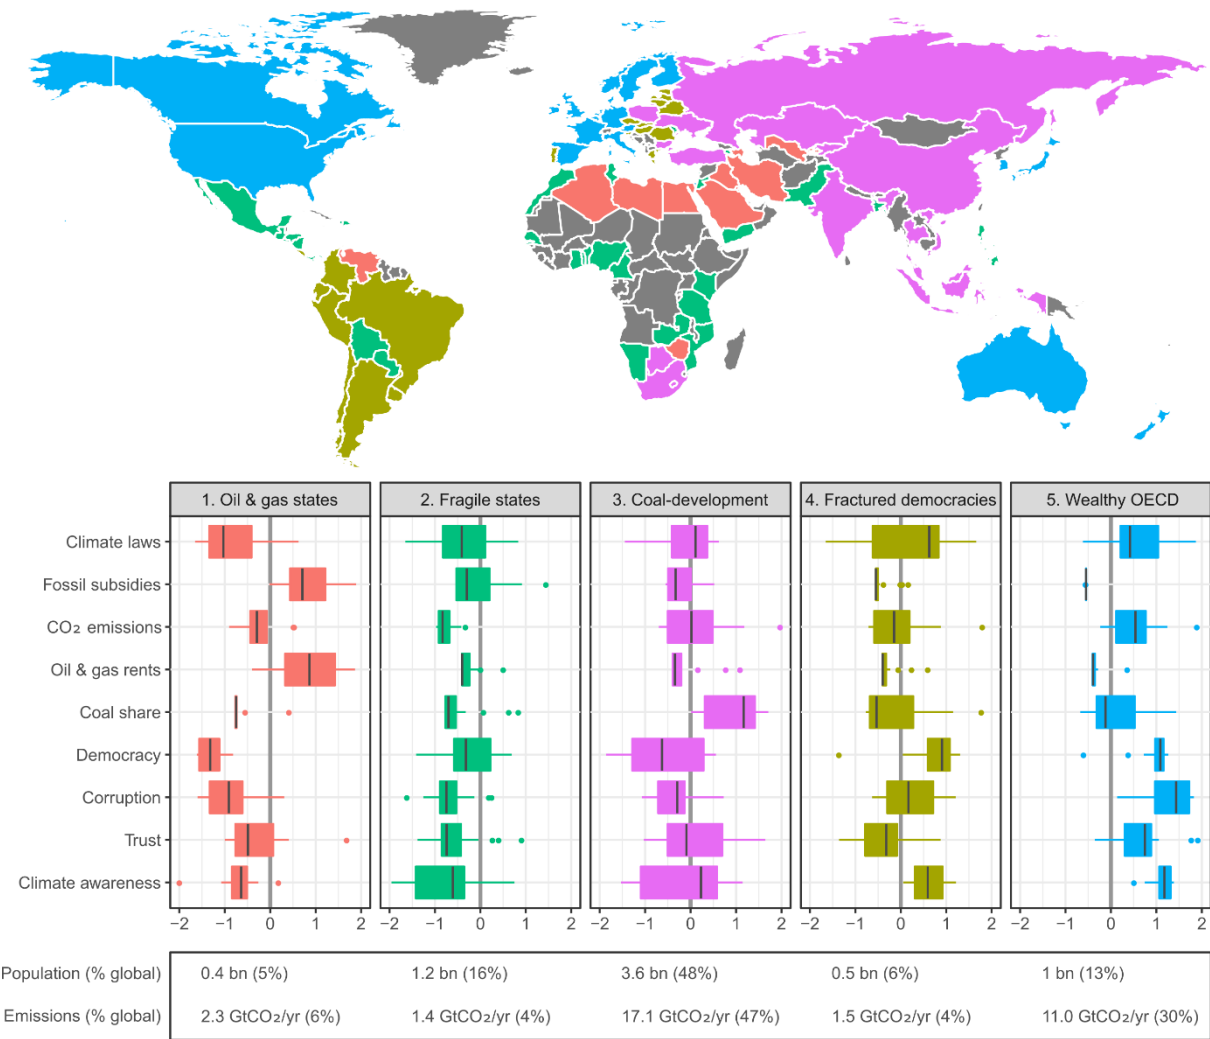 1. Oil & gas states 2. Fragile states 3. Coal-development 4. Fractured democracies 5. Wealthy OECD
Climate laws
Fossil subsidies
CO₂ emissions
Oil & gas rents
Coal share
Democracy
Corruption
Trust
Climate awareness
−2 −1 0 1 2 −2 −1 0 1 2 −2 −1 0 1 2 −2 −1 0 1 2 −2 −1 0 1 2
Population (% global) 0.4 bn (5%) 1.2 bn (16%) 3.6 bn (48%) 0.5 bn (6%) 1 bn (13%)
Emissions (% global) 2.3 GtCO₂/yr (6%) 1.4 GtCO₂/yr (4%) 17.1 GtCO₂/yr (47%) 1.5 GtCO₂/yr (4%) 11.0 GtCO₂/yr (30%)